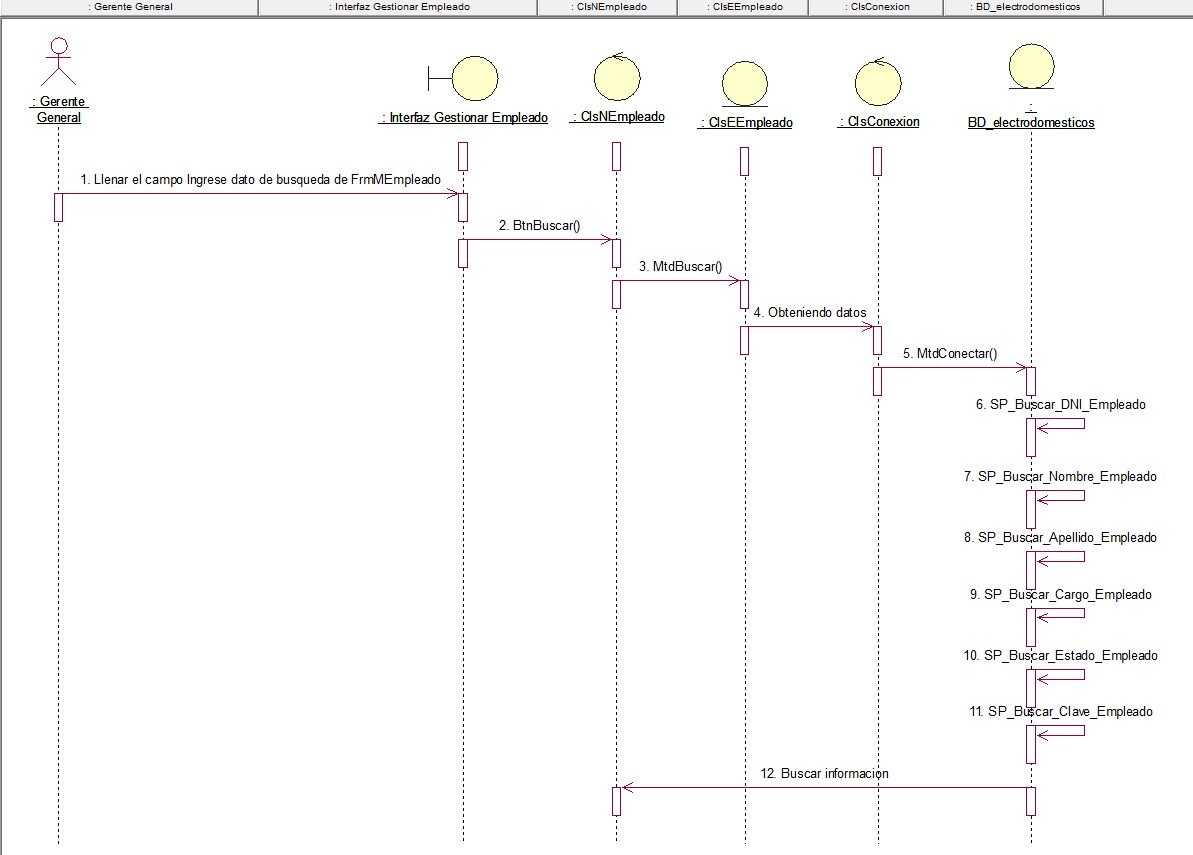 : Gerente General
: Interfaz Gestionar Empleado
: ClsNEmpleado
: ClsEEmpleado
: ClsConexion
: BD_electrodomesticos
: Gerente
General
: Interfaz Gestionar Empleado
: ClsNEmpleado
: ClsEEmpleado
: ClsConexion
:
BD_electrodomesticos
1. Llenar el campo Ingrese dato de busqueda de FrmMEmpleado
2. BtnBuscar()
3. MtdBuscar()
4. Obteniendo datos
5. MtdConectar()
6. SP_Buscar_DNI_Empleado
7. SP_Buscar_Nombre_Empleado
8. SP_Buscar_Apellido_Empleado
9. SP_Buscar_Cargo_Empleado
10. SP_Buscar_Estado_Empleado
11. SP_Buscar_Clave_Empleado
12. Buscar informacion